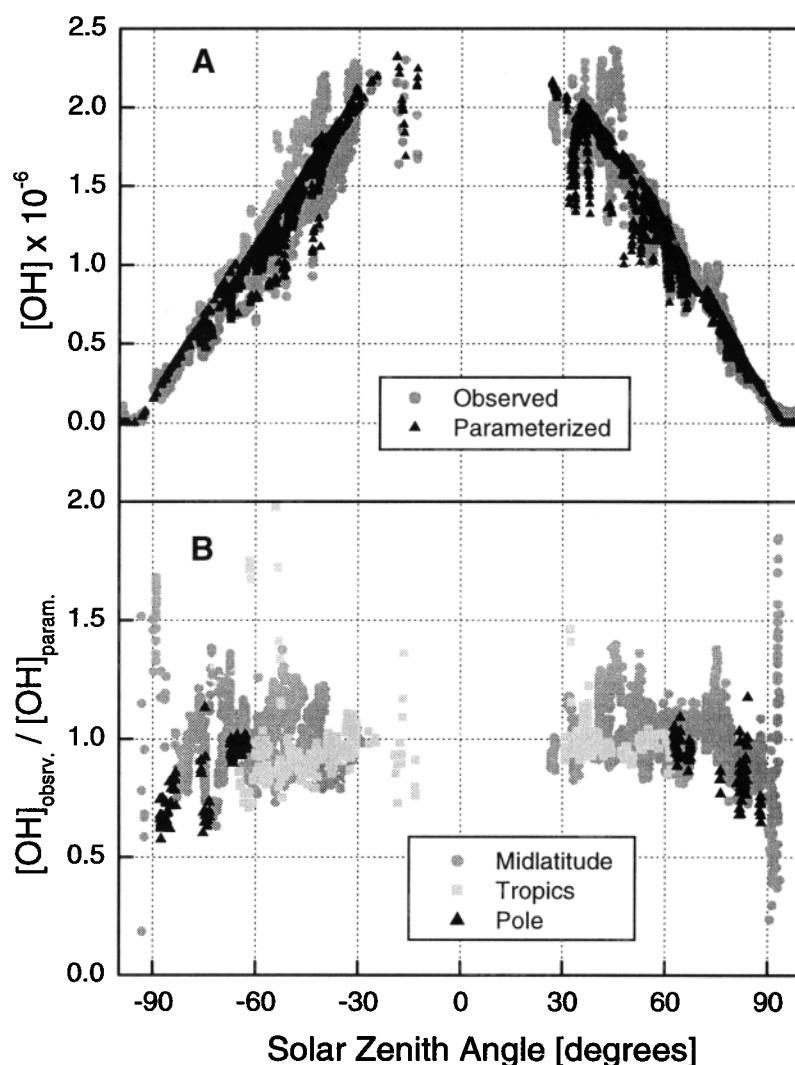 A
2.5
2.0
1.5
1.0
0.5
0.0
[OH] x 10-6
Observed
Parameterized
B
2.0
1.5
1.0
0.5
0.0
[OH]obsrv. / [OH]param.
Midlatitude
Tropics
Pole
-90 -60 -30 0 30 60 90
Solar Zenith Angle [degrees]